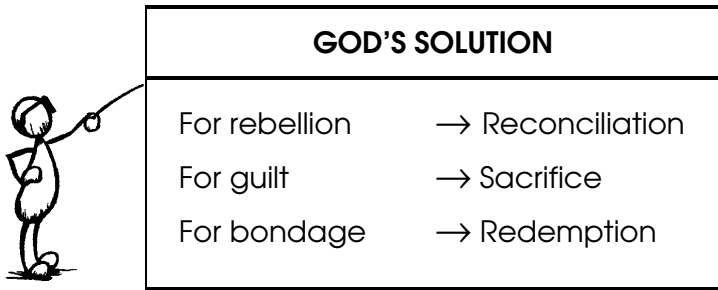 GOD'S SOLUTION
For rebellion → Reconciliation
For guilt → Sacrifice
For bondage → Redemption